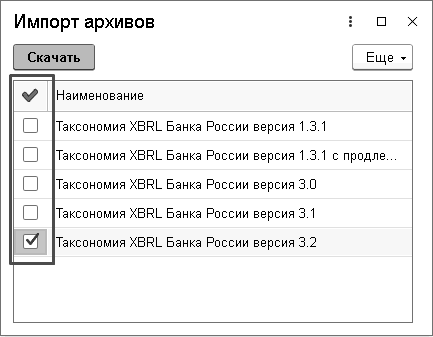 Импорт архивов
Скачать
Еще
Наименование
Таксономия XBRL Банка России версия 1.3.1
Таксономия XBRL Банка России версия 1.3.1 с продле...
Таксономия XBRL Банка России версия 3.0
Таксономия XBRL Банка России версия 3.1
Таксономия XBRL Банка России версия 3.2